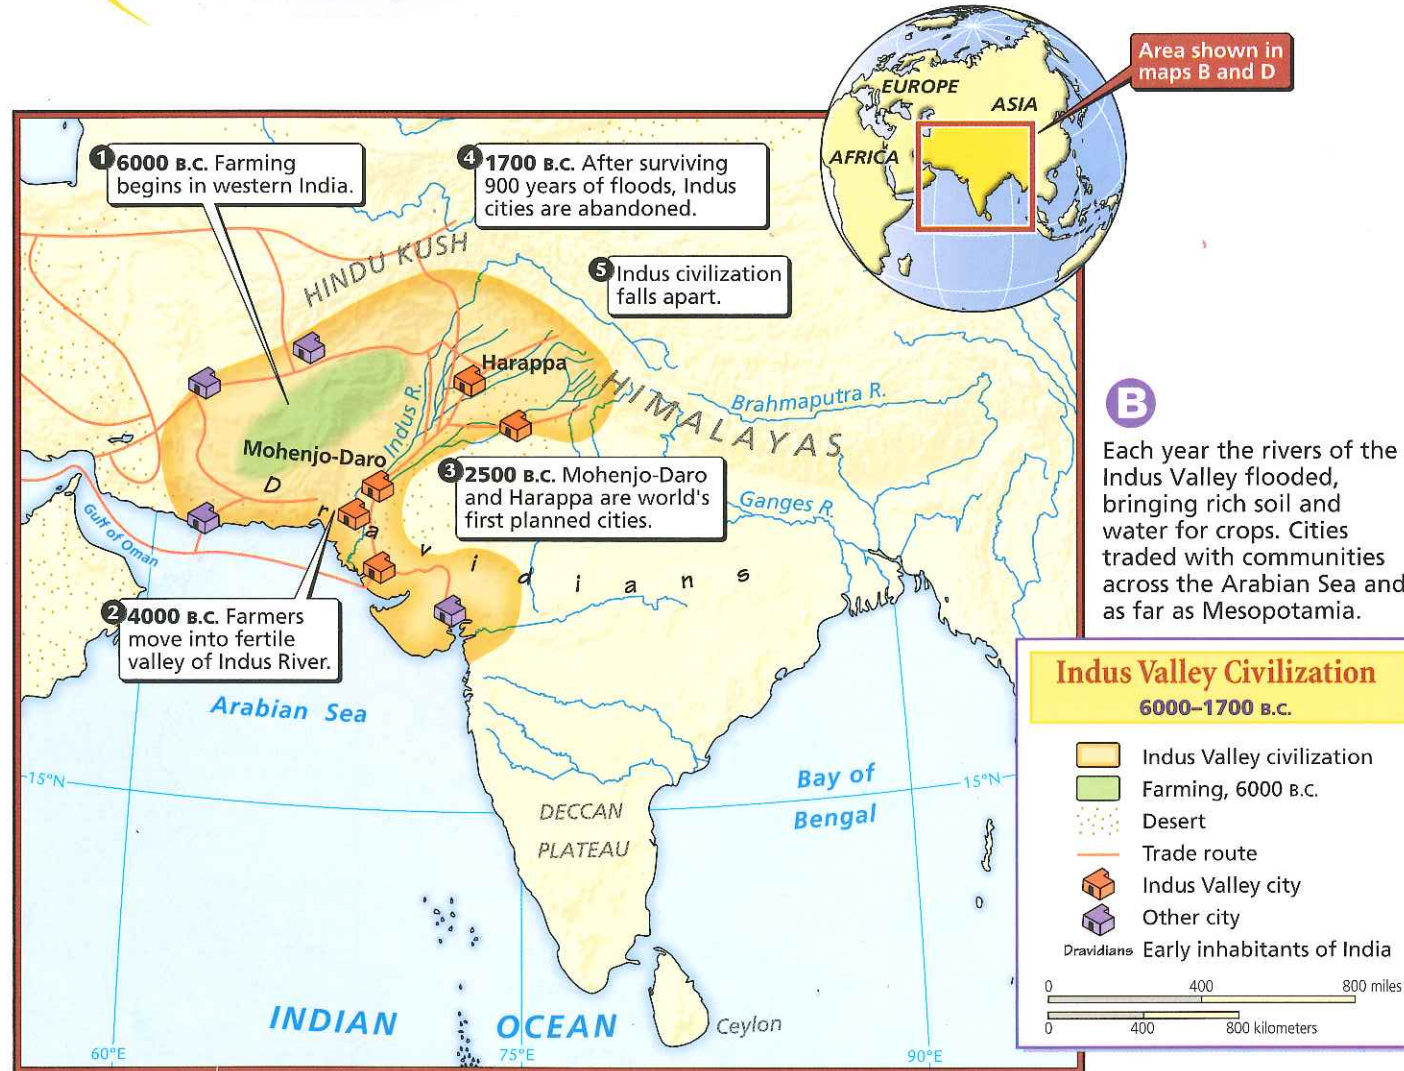 Area shown in
maps B and D
EUROPE
ASIA
AFRICA
1 6000 B.C. Farming
begins in western India.
4 1700 B.C. After surviving
900 years of floods, Indus
cities are abandoned.
HINDU KUSH
5 Indus civilization
falls apart.
Harappa
Indus R.
HIMALAYAS
Brahmaputra R.
Mohenjo-Daro
3 2500 B.C. Mohenjo-Daro
and Harappa are world's
first planned cities.
Ganges R.
Dravidians
Gulf of Oman
2 4000 B.C. Farmers
move into fertile
valley of Indus River.
Arabian Sea
15°N
15°N
Bay of
Bengal
DECCAN
PLATEAU
INDIAN OCEAN
Ceylon
60°E
75°E
90°E
B
Each year the rivers of the
Indus Valley flooded,
bringing rich soil and
water for crops. Cities
traded with communities
across the Arabian Sea and
as far as Mesopotamia.
Indus Valley Civilization
6000–1700 B.C.
Indus Valley civilization
Farming, 6000 B.C.
Desert
Trade route
Indus Valley city
Other city
Dravidians Early inhabitants of India
0 400 800 miles
0 400 800 kilometers